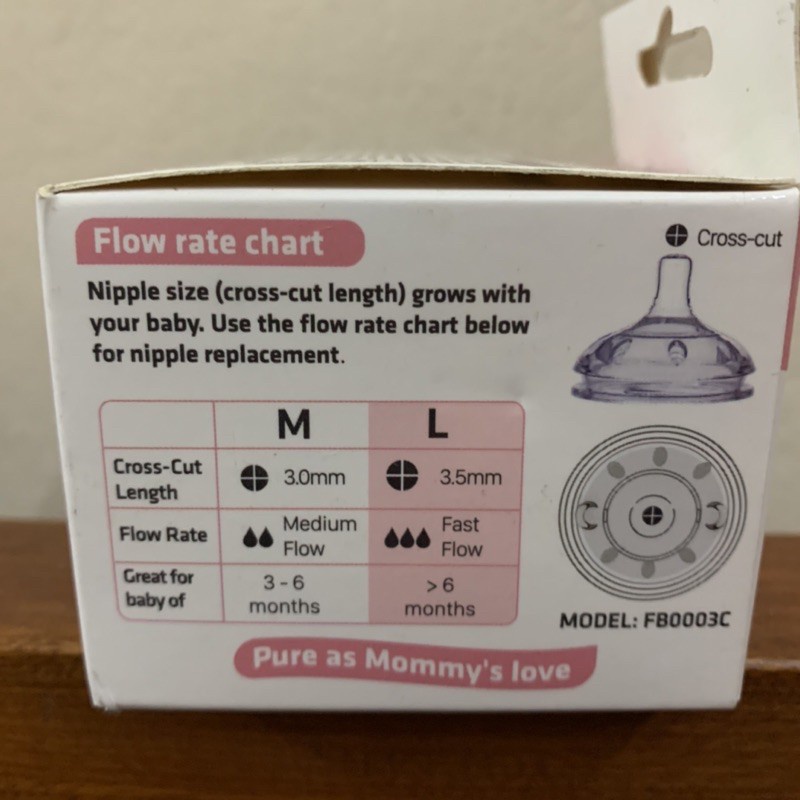 Flow rate chart
Cross-cut
Nipple size (cross-cut length) grows with
your baby. Use the flow rate chart below
for nipple replacement.
M L
Cross-Cut
Length
3.0mm 3.5mm
Flow Rate
Medium
Flow
Fast
Flow
Great for
baby of
3 - 6
months
> 6
months
MODEL: FB0003C
Pure as Mommy's love